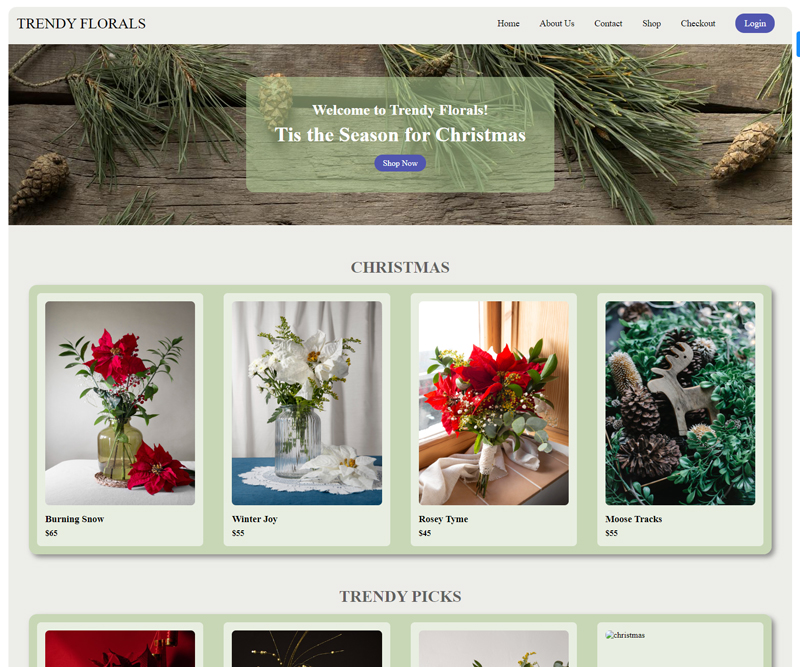 TRENDY FLORALS
Home About Us Contact Shop Checkout Login
Welcome to Trendy Florals!
Tis the Season for Christmas
Shop Now
CHRISTMAS
Burning Snow
$65
Winter Joy
$55
Rosey Tyme
$45
Moose Tracks
$55
TRENDY PICKS
christmas